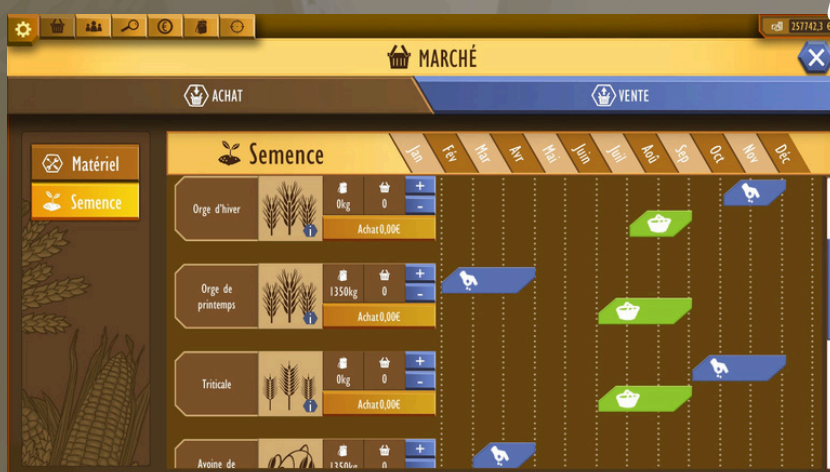 257742,3 €
MARCHÉ
ACHAT
VENTE
Matériel
Semence
Semence
Jan Fév Mar Avr Mai Juin Juil Aoû Sep Oct Nov Déc
Orge d'hiver
0kg 0
+
-
Achat 0,00€
Orge de
printemps
1350kg 0
+
-
Achat 0,00€
Triticale
0kg 0
+
-
Achat 0,00€
Avoine de
1350kg 0
+
-